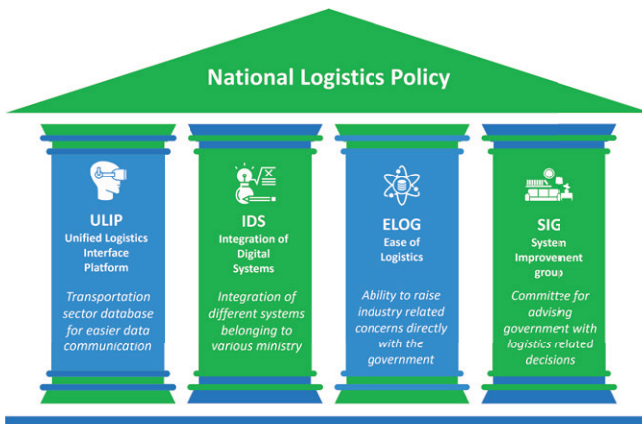 National Logistics Policy
ULIP
Unified Logistics
Interface
Platform
Transportation
sector database
for easier data
communication
IDS
Integration of
Digital
Systems
Integration of
different systems
belonging to
various ministry
ELOG
Ease of
Logistics
Ability to raise
industry related
concerns directly
with the
government
SIG
System
Improvement
group
Committee for
advising
government with
logistics related
decisions